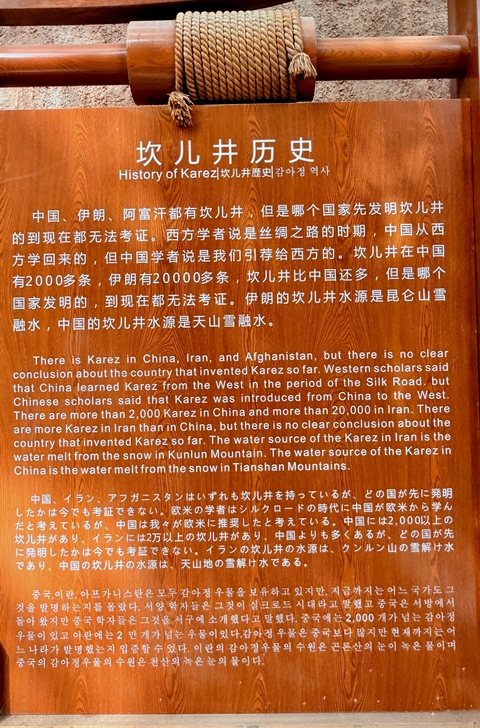 坎儿井历史
History of Karez|坎儿井歴史|감아정 역사
中国、伊朗、阿富汗都有坎儿井，但是哪个国家先发明坎儿井
的到现在都无法考证。西方学者说是丝绸之路的时期，中国从西
方学回来的，但中国学者说是我们引荐给西方的。坎儿井在中国
有2000多条，伊朗有20000多条，坎儿井比中国还多，但是哪个
国家发明的，到现在都无法考证。伊朗的坎儿井水源是昆仑山雪
融水，中国的坎儿井水源是天山雪融水。
There is Karez in China, Iran, and Afghanistan, but there is no clear
conclusion about the country that invented Karez so far. Western scholars said
that China learned Karez from the West in the period of the Silk Road. but
Chinese scholars said that Karez was introduced from China to the West.
There are more than 2,000 Karez in China and more than 20,000 in Iran. There
are more Karez in Iran than in China, but there is no clear conclusion about the
country that invented Karez so far. The water source of the Karez in Iran is the
water melt from the snow in Kunlun Mountain. The water source of the Karez in
China is the water melt from the snow in Tianshan Mountains.
中国、イラン、アフガニスタンはいずれも坎儿井を持っているが、どの国が先に発明
したかは今でも考証できない。欧米の学者はシルクロードの時代に中国が欧米から学ん
だと考えているが、中国は我々が欧米に推奨したと考えている。中国には2,000以上の
坎儿井があり、イランには2万以上の坎儿井があり、中国よりも多くあるが、どの国が先
に発明したかは今でも考証できない。イランの坎儿井の水源は、クンルン山の雪解け水
であり、中国の坎儿井の水源は、天山地の雪解け水である。
중국,이란, 아프가니스탄은 모두 감아정 우물을 보유하고 있지만, 지금까지는 어느 국가도 그
것을 발명하는지를 몰랐다. 서양 학자들은 그것이 실크로드 시대라고 말했고 중국은 서방에서
돌아왔지만 중국 학자들은 그것을 서구에 소개했다고 말했다. 중국에는 2,000 개가 넘는 감아정
우물이 있고 이란에는 2 만 개가 넘는 우물이 있다.감아정 우물은 중국보다 많지만 현재까지는 어
느 나라가 발명했는지 입증할 수 없다. 이란의 감아정우물의 수원은 곤륜산의 눈이 녹은 물이며
중국의 감아정우물의 수원은 천산의 녹은 눈의 물이다.